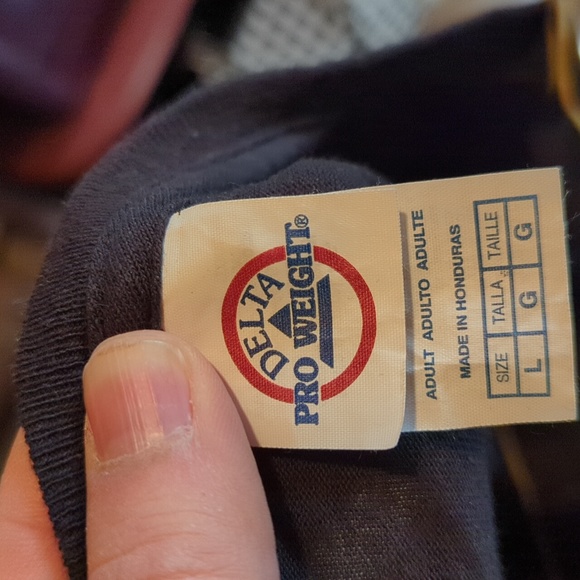 DELTA
PRO WEIGHT®
ADULT ADULTO ADULTE
MADE IN HONDURAS
SIZE TALLA TAILLE
L G G